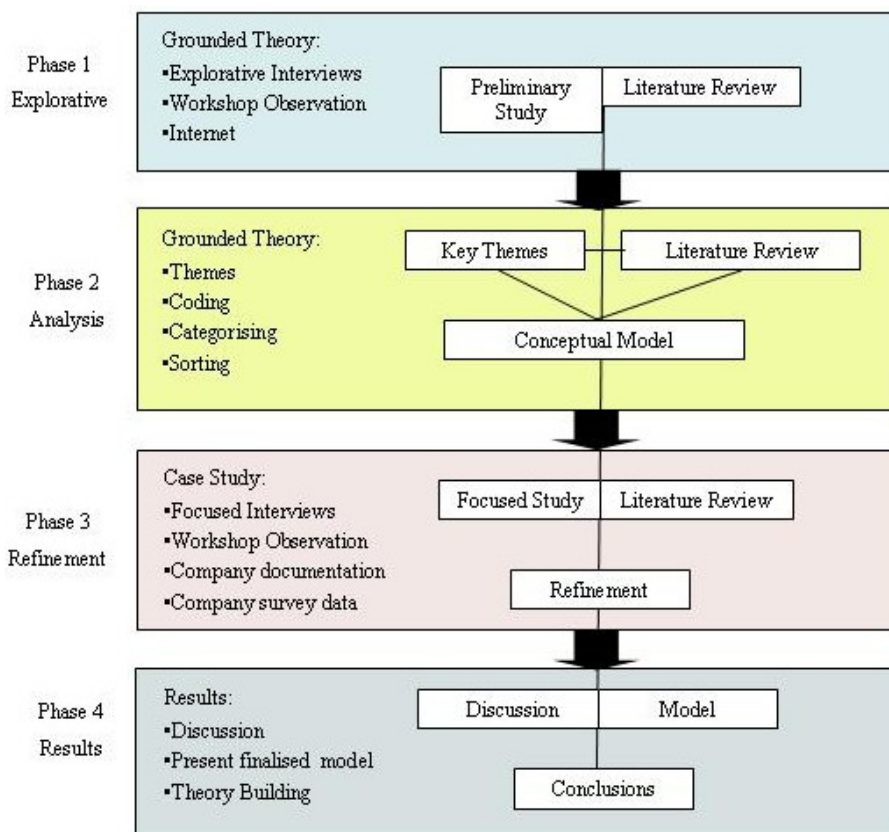 Phase 1
Explorative
Grounded Theory:
▪Explorative Interviews
▪Workshop Observation
▪Internet
Preliminary
Study
Literature Review
Phase 2
Analysis
Grounded Theory:
▪Themes
▪Coding
▪Categorising
▪Sorting
Key Themes
Literature Review
Conceptual Model
Phase 3
Refinement
Case Study:
▪Focused Interviews
▪Workshop Observation
▪Company documentation
▪Company survey data
Focused Study
Literature Review
Refinement
Phase 4
Results
Results:
▪Discussion
▪Present finalised model
▪Theory Building
Discussion
Model
Conclusions